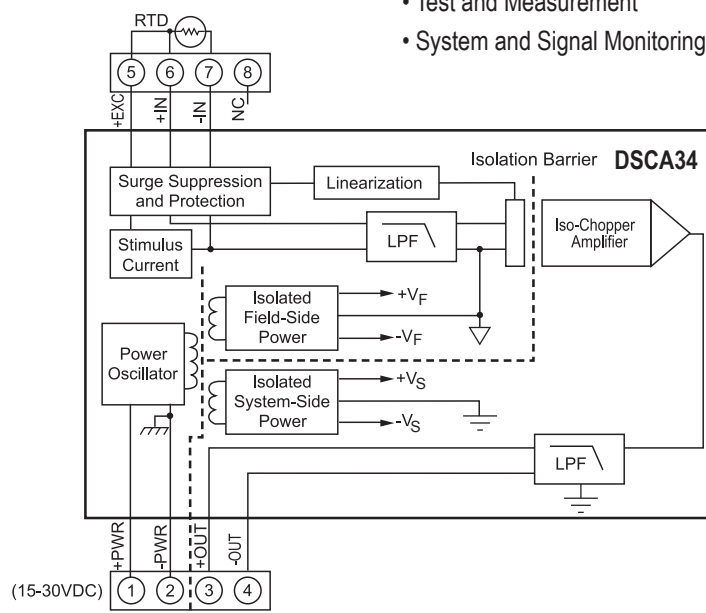 • Test and Measurement
• System and Signal Monitoring
RTD
5 6 7 8
+EXC
+IN
-IN
NC
Isolation Barrier DSCA34
Surge Suppression
and Protection
Linearization
Stimulus
Current
LPF
Iso-Chopper
Amplifier
Isolated
Field-Side
Power
+VF
-VF
Power
Oscillator
Isolated
System-Side
Power
+VS
-VS
LPF
+PWR
-PWR
+OUT
-OUT
(15-30VDC) 1 2 3 4